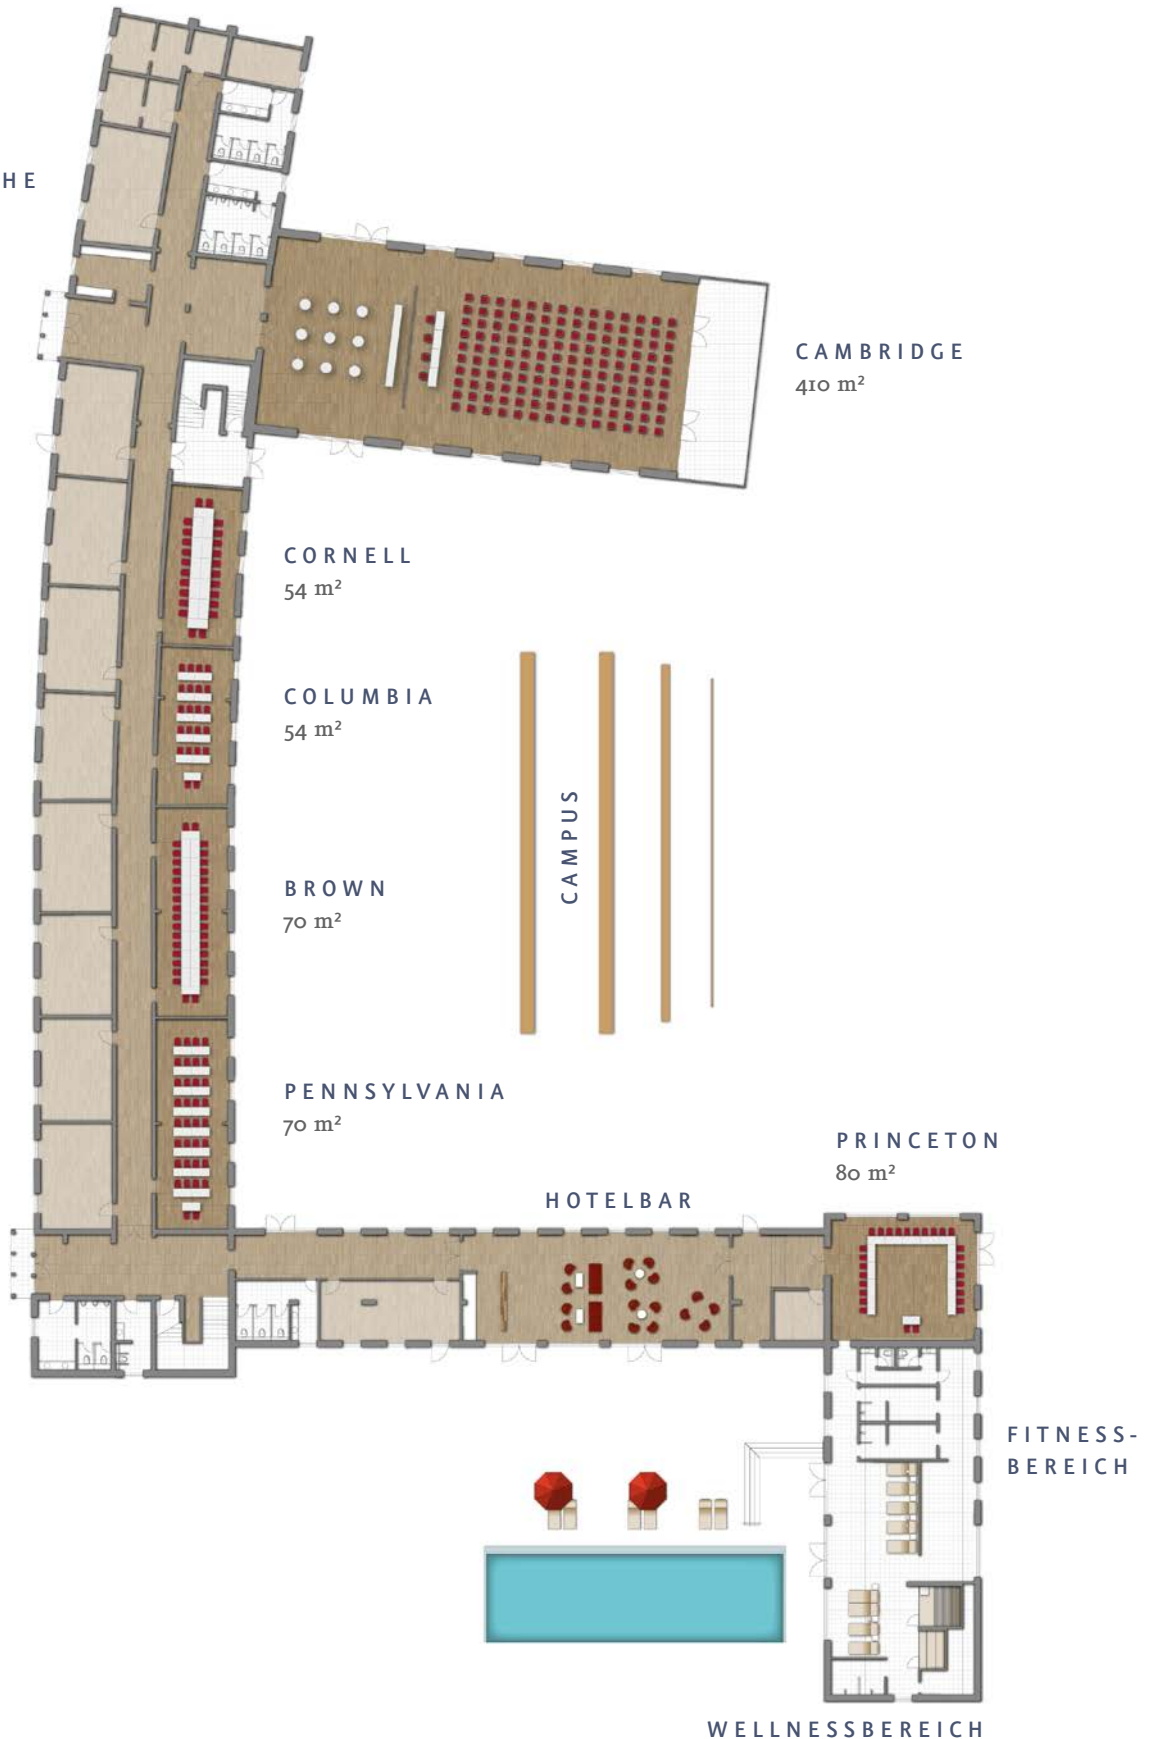 HE
CAMBRIDGE
410 m²
CORNELL
54 m²
COLUMBIA
54 m²
CAMPUS
BROWN
70 m²
PENNSYLVANIA
70 m²
PRINCETON
80 m²
HOTELBAR
FITNESS-
BEREICH
WELLNESSBEREICH